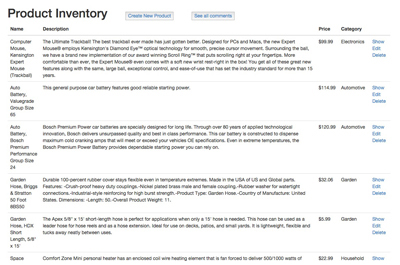 Product Inventory
Create New Product
See all comments
Name Description Price Category
Computer Mouse, Kensington Expert Mouse (Trackball)
The Ultimate Trackball! The best trackball ever made has just gotten better. Designed for PCs and Macs, the new Expert
Mouse® employs Kensington's Diamond Eye™ optical technology for smooth, precise cursor movement. Surrounding the ball,
we have a brand new implementation of our award winning Scroll Ring™ that puts scrolling right at your fingertips. More
comfortable than ever, the Expert Mouse® even comes with a soft new wrist rest-right in the box! You get all of these great new
features along with the same, large ball, exceptional control, and ease-of-use that has set the industry standard for more than 15
years.
$99.99
Electronics
Show
Edit
Delete
Auto Battery, Valuegrade Group Size 65
This general purpose car battery features good reliable starting power.
$114.99
Automotive
Show
Edit
Delete
Auto Battery, Bosch Premium Power Performance Group Size 24
Bosch Premium Power car batteries are specially designed for long life. Through over 80 years of applied technological
innovation, Bosch delivers unsurpassed quality and best in class performance. This car battery is constructed to dispense
maximum cold cranking amps that will meet or exceed your vehicles OE specifications. Even in extreme temperatures, the
Bosch Premium Power Battery provides dependable starting power you can rely on.
$120.99
Automotive
Show
Edit
Delete
Garden Hose, Briggs & Stratton 50 Foot 8BS50
Durable 100-percent rubber cover stays flexible even in temperature extremes. Made in the USA of US and Global parts.
Features: -Crush-proof heavy duty couplings.-Nickel plated brass male and female coupling.-Rubber washer for watertight
connections.-Industrial-style reinforcing for high burst strength.-Product Type: Garden Hose.-Country of Manufacture: United
States. Dimensions: -Length: 50.-Overall Product Weight: 11.
$32.06
Garden
Show
Edit
Delete
Garden Hose, HDX Short Length, 5/8" x 15'
The Apex 5/8" x 15' short-length hose is perfect for applications when only a 15' hose is needed. This hose can be used as a
leader hose for hose reels and as a hose extension. Ideal for use on decks, patios, and small yards. It is lightweight, flexible and
tucks away neatly between uses.
$5.99
Garden
Show
Edit
Delete
Space
Comfort Zone Mini personal heater has an enclosed coil wire heating element that is fan forced to deliver 500/1000 watts of
$22.99
Household
Show